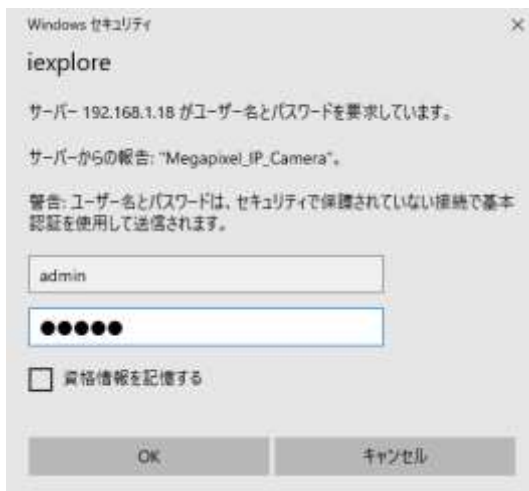 Windows セキュリティ
iexplore
サーバー 192.168.1.18 がユーザー名とパスワードを要求しています。
サーバーからの報告: "Megapixel_IP_Camera"。
警告: ユーザー名とパスワードは、セキュリティで保護されていない接続で基本
認証を使用して送信されます。
admin
●●●●●
資格情報を記憶する
OK
キャンセル